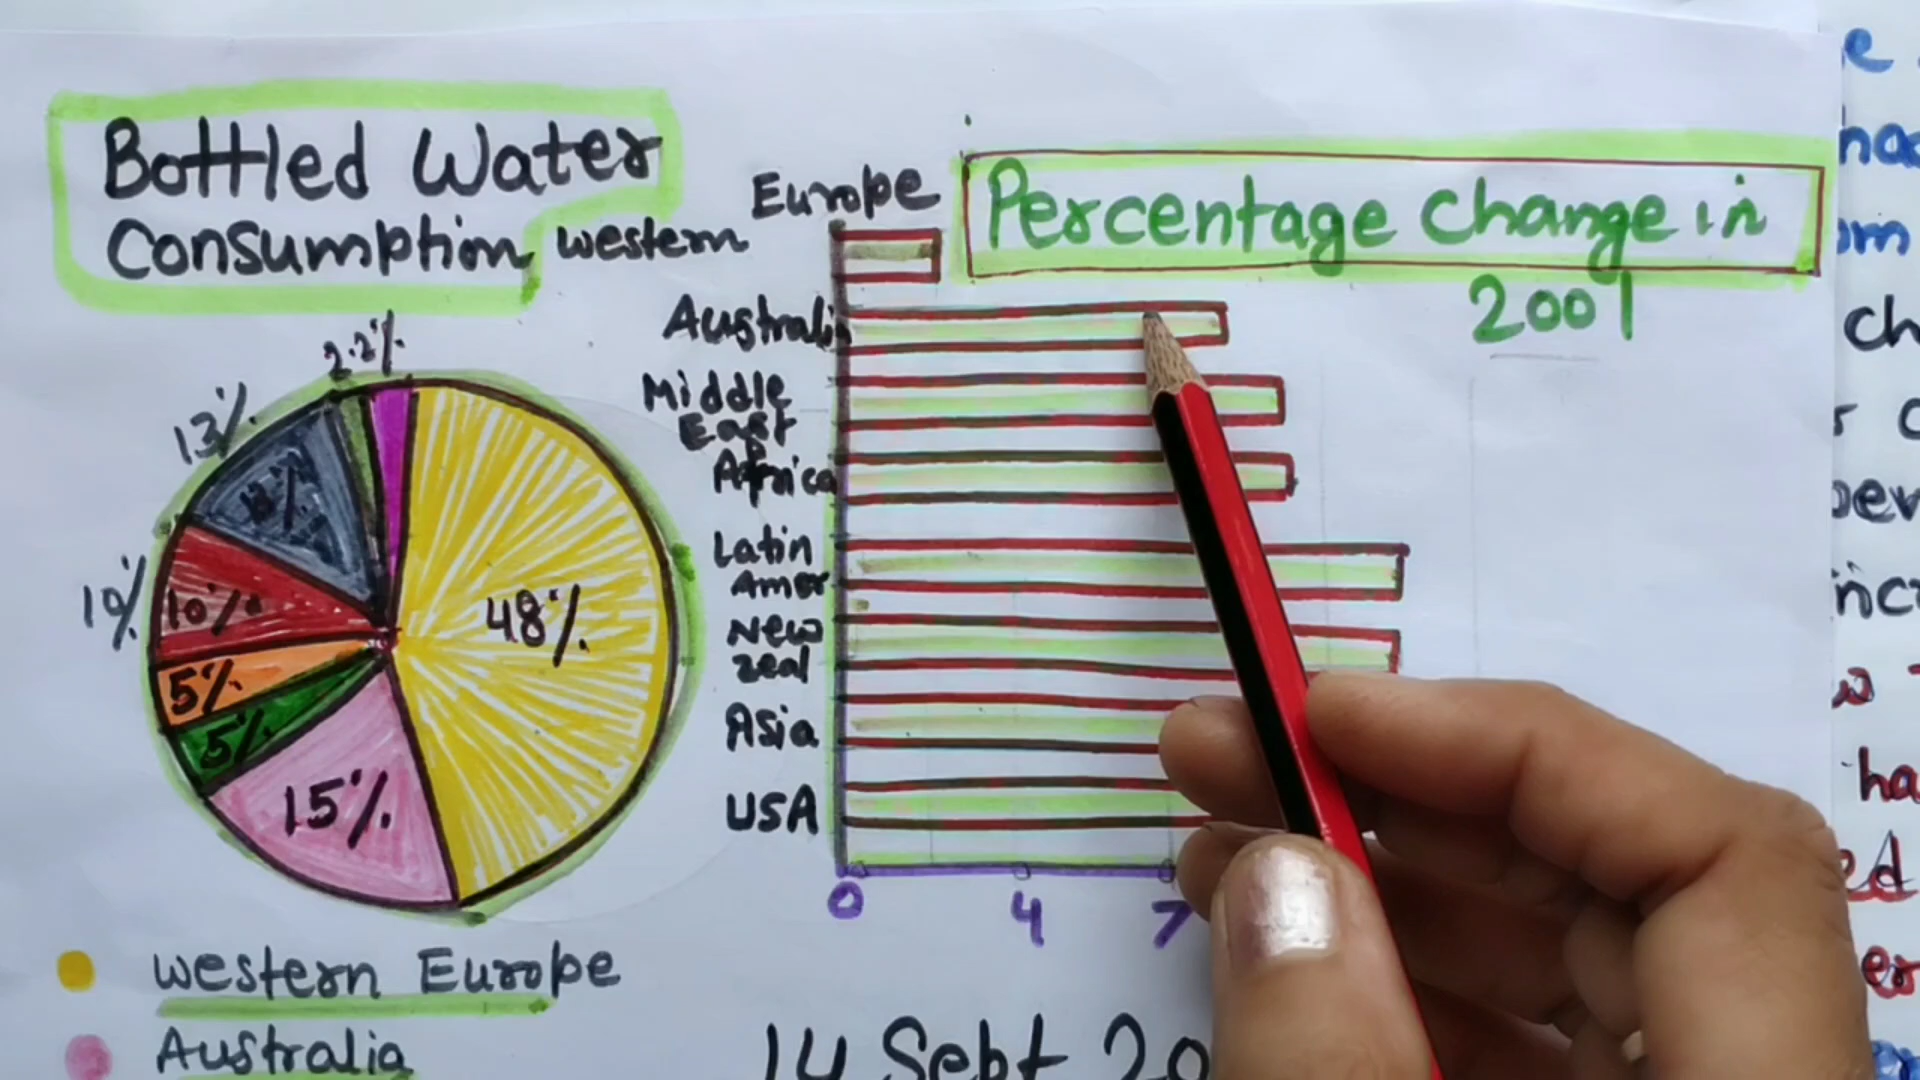 Bottled Water
Consumption
western
Europe
Percentage change in
2001
Australia
Middle
East
Africa
Latin
Amer
New
Zeal
Asia
USA
0
4
7
2.2%
13%
10%
10%
5%
5%
15%
48%
western Europe
Australia
14 Sept 20